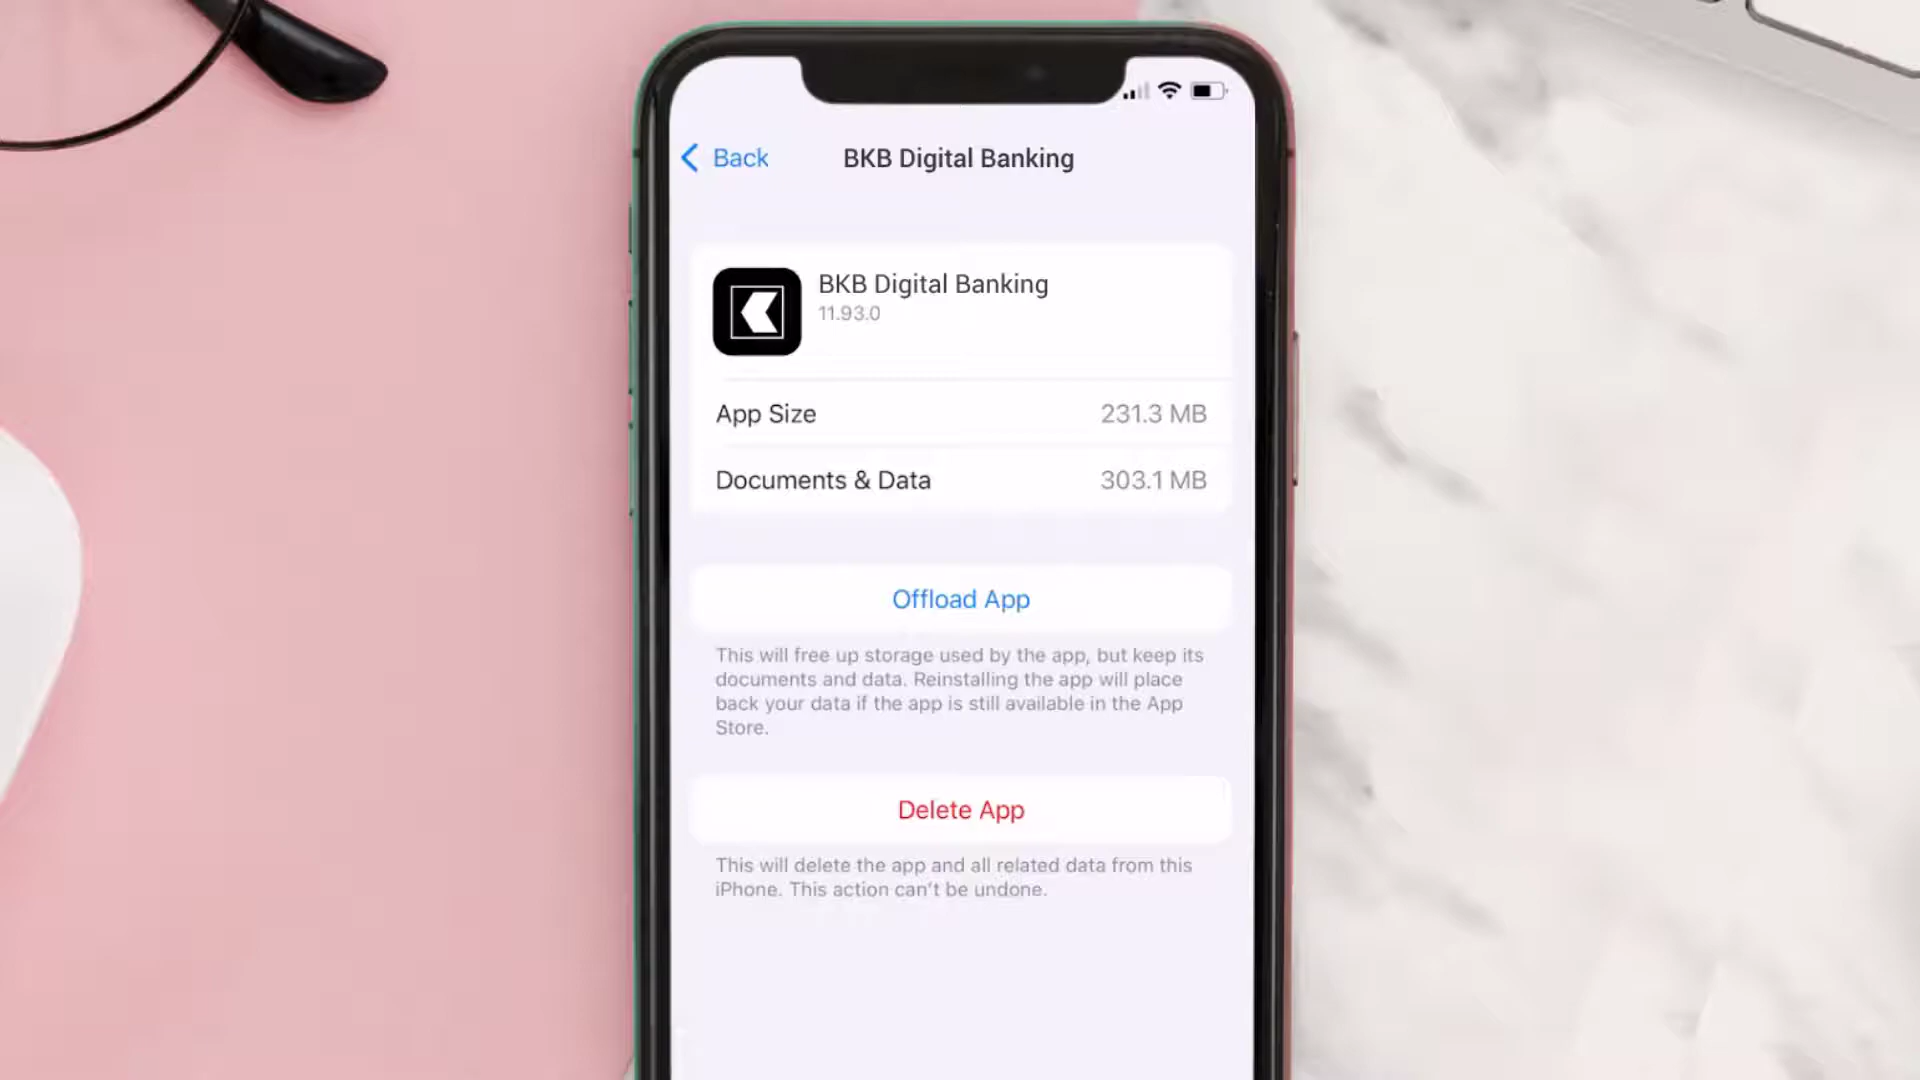 Back
BKB Digital Banking
BKB Digital Banking
11.93.0
App Size
231.3 MB
Documents & Data
303.1 MB
Offload App
This will free up storage used by the app, but keep its
documents and data. Reinstalling the app will place
back your data if the app is still available in the App
Store.
Delete App
This will delete the app and all related data from this
iPhone. This action can't be undone.